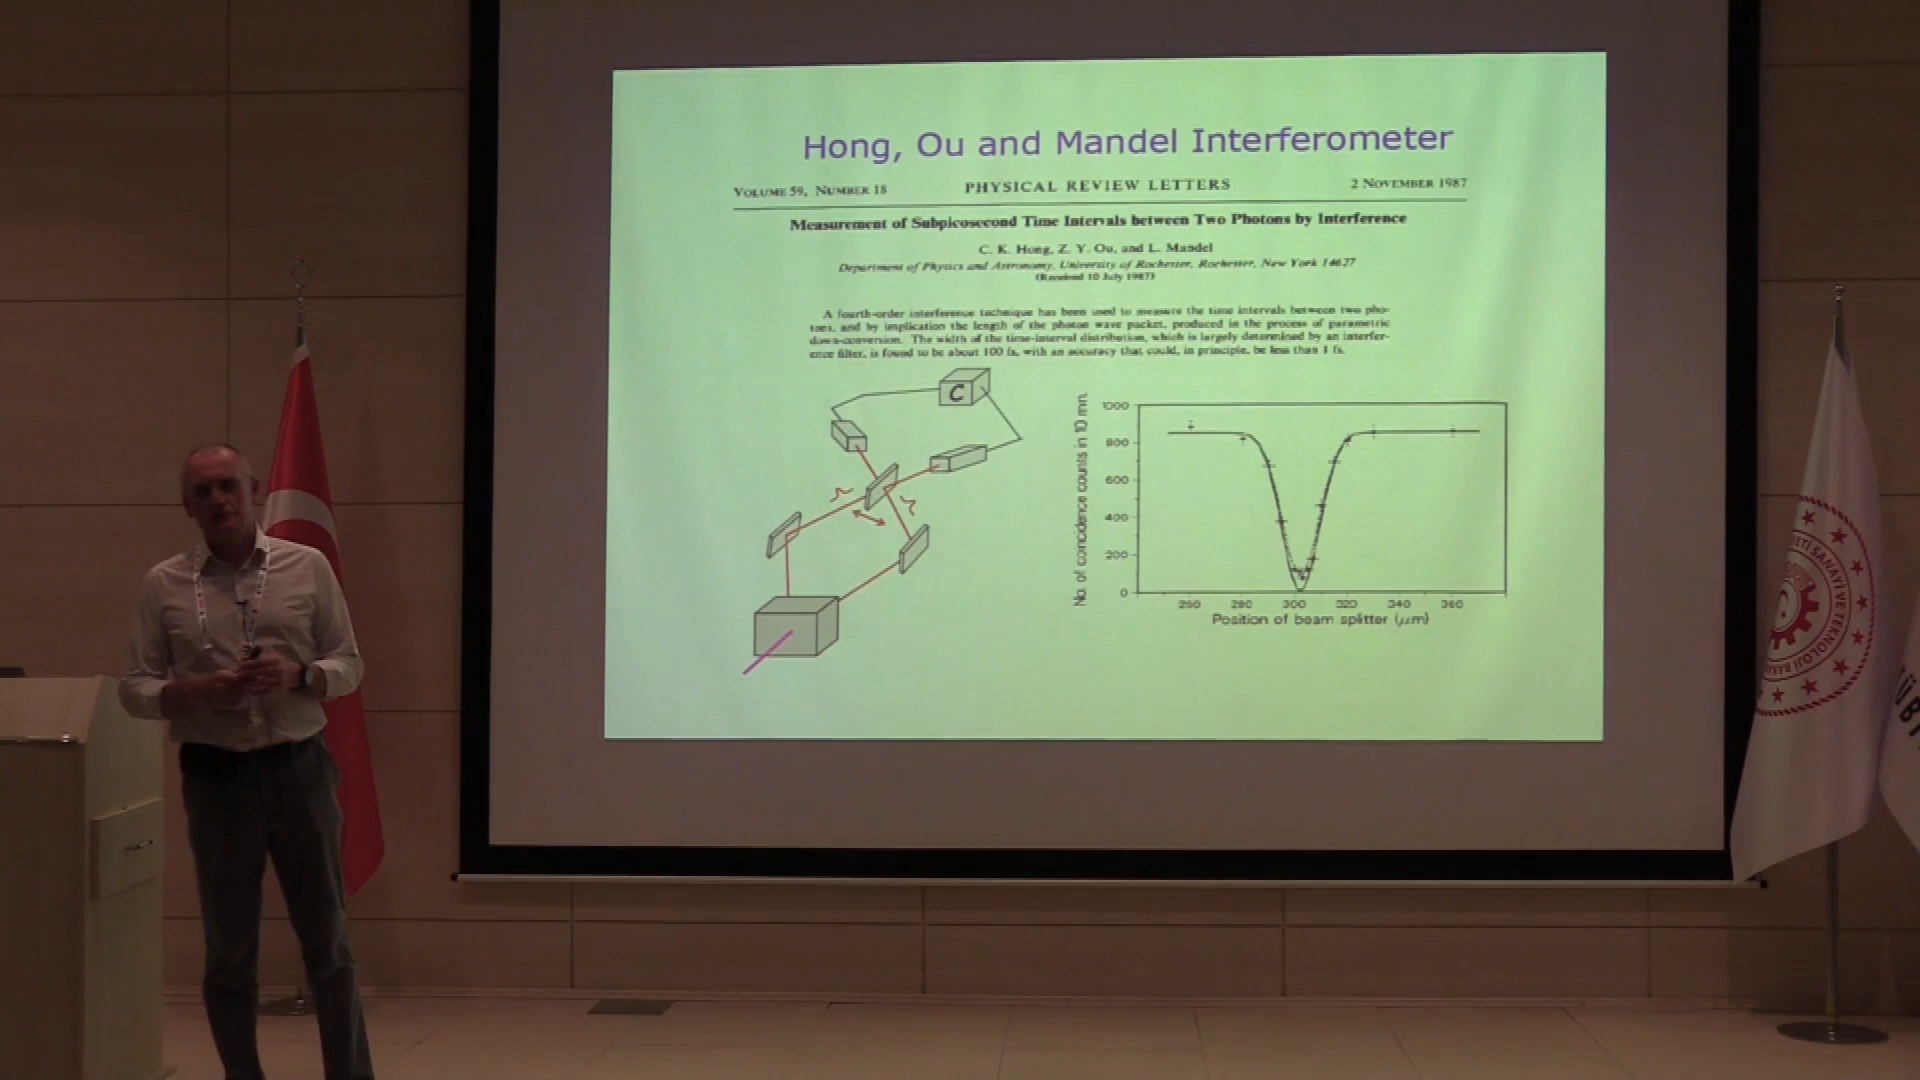 Hong, Ou and Mandel Interferometer
VOLUME 59, NUMBER 18 PHYSICAL REVIEW LETTERS 2 NOVEMBER 1987
Measurement of Subpicosecond Time Intervals between Two Photons by Interference
C. K. Hong, Z. Y. Ou, and L. Mandel
Department of Physics and Astronomy, University of Rochester, Rochester, New York 14627
(Received 10 July 1987)
A fourth-order interference technique has been used to measure the time intervals between two pho-
tons, and by implication the length of the photon wave packet, produced in the process of parametric
down-conversion. The width of the time-interval distribution, which is largely determined by an interfer-
ence filter, is found to be about 100 fs, with an accuracy that could, in principle, be less than 1 fs.
C
No. of coincidence counts in 10 min.
1000
800
600
400
200
0
260 280 300 320 340 360
Position of beam splitter (μm)
SANAYİ VE TEKNOLOJİ